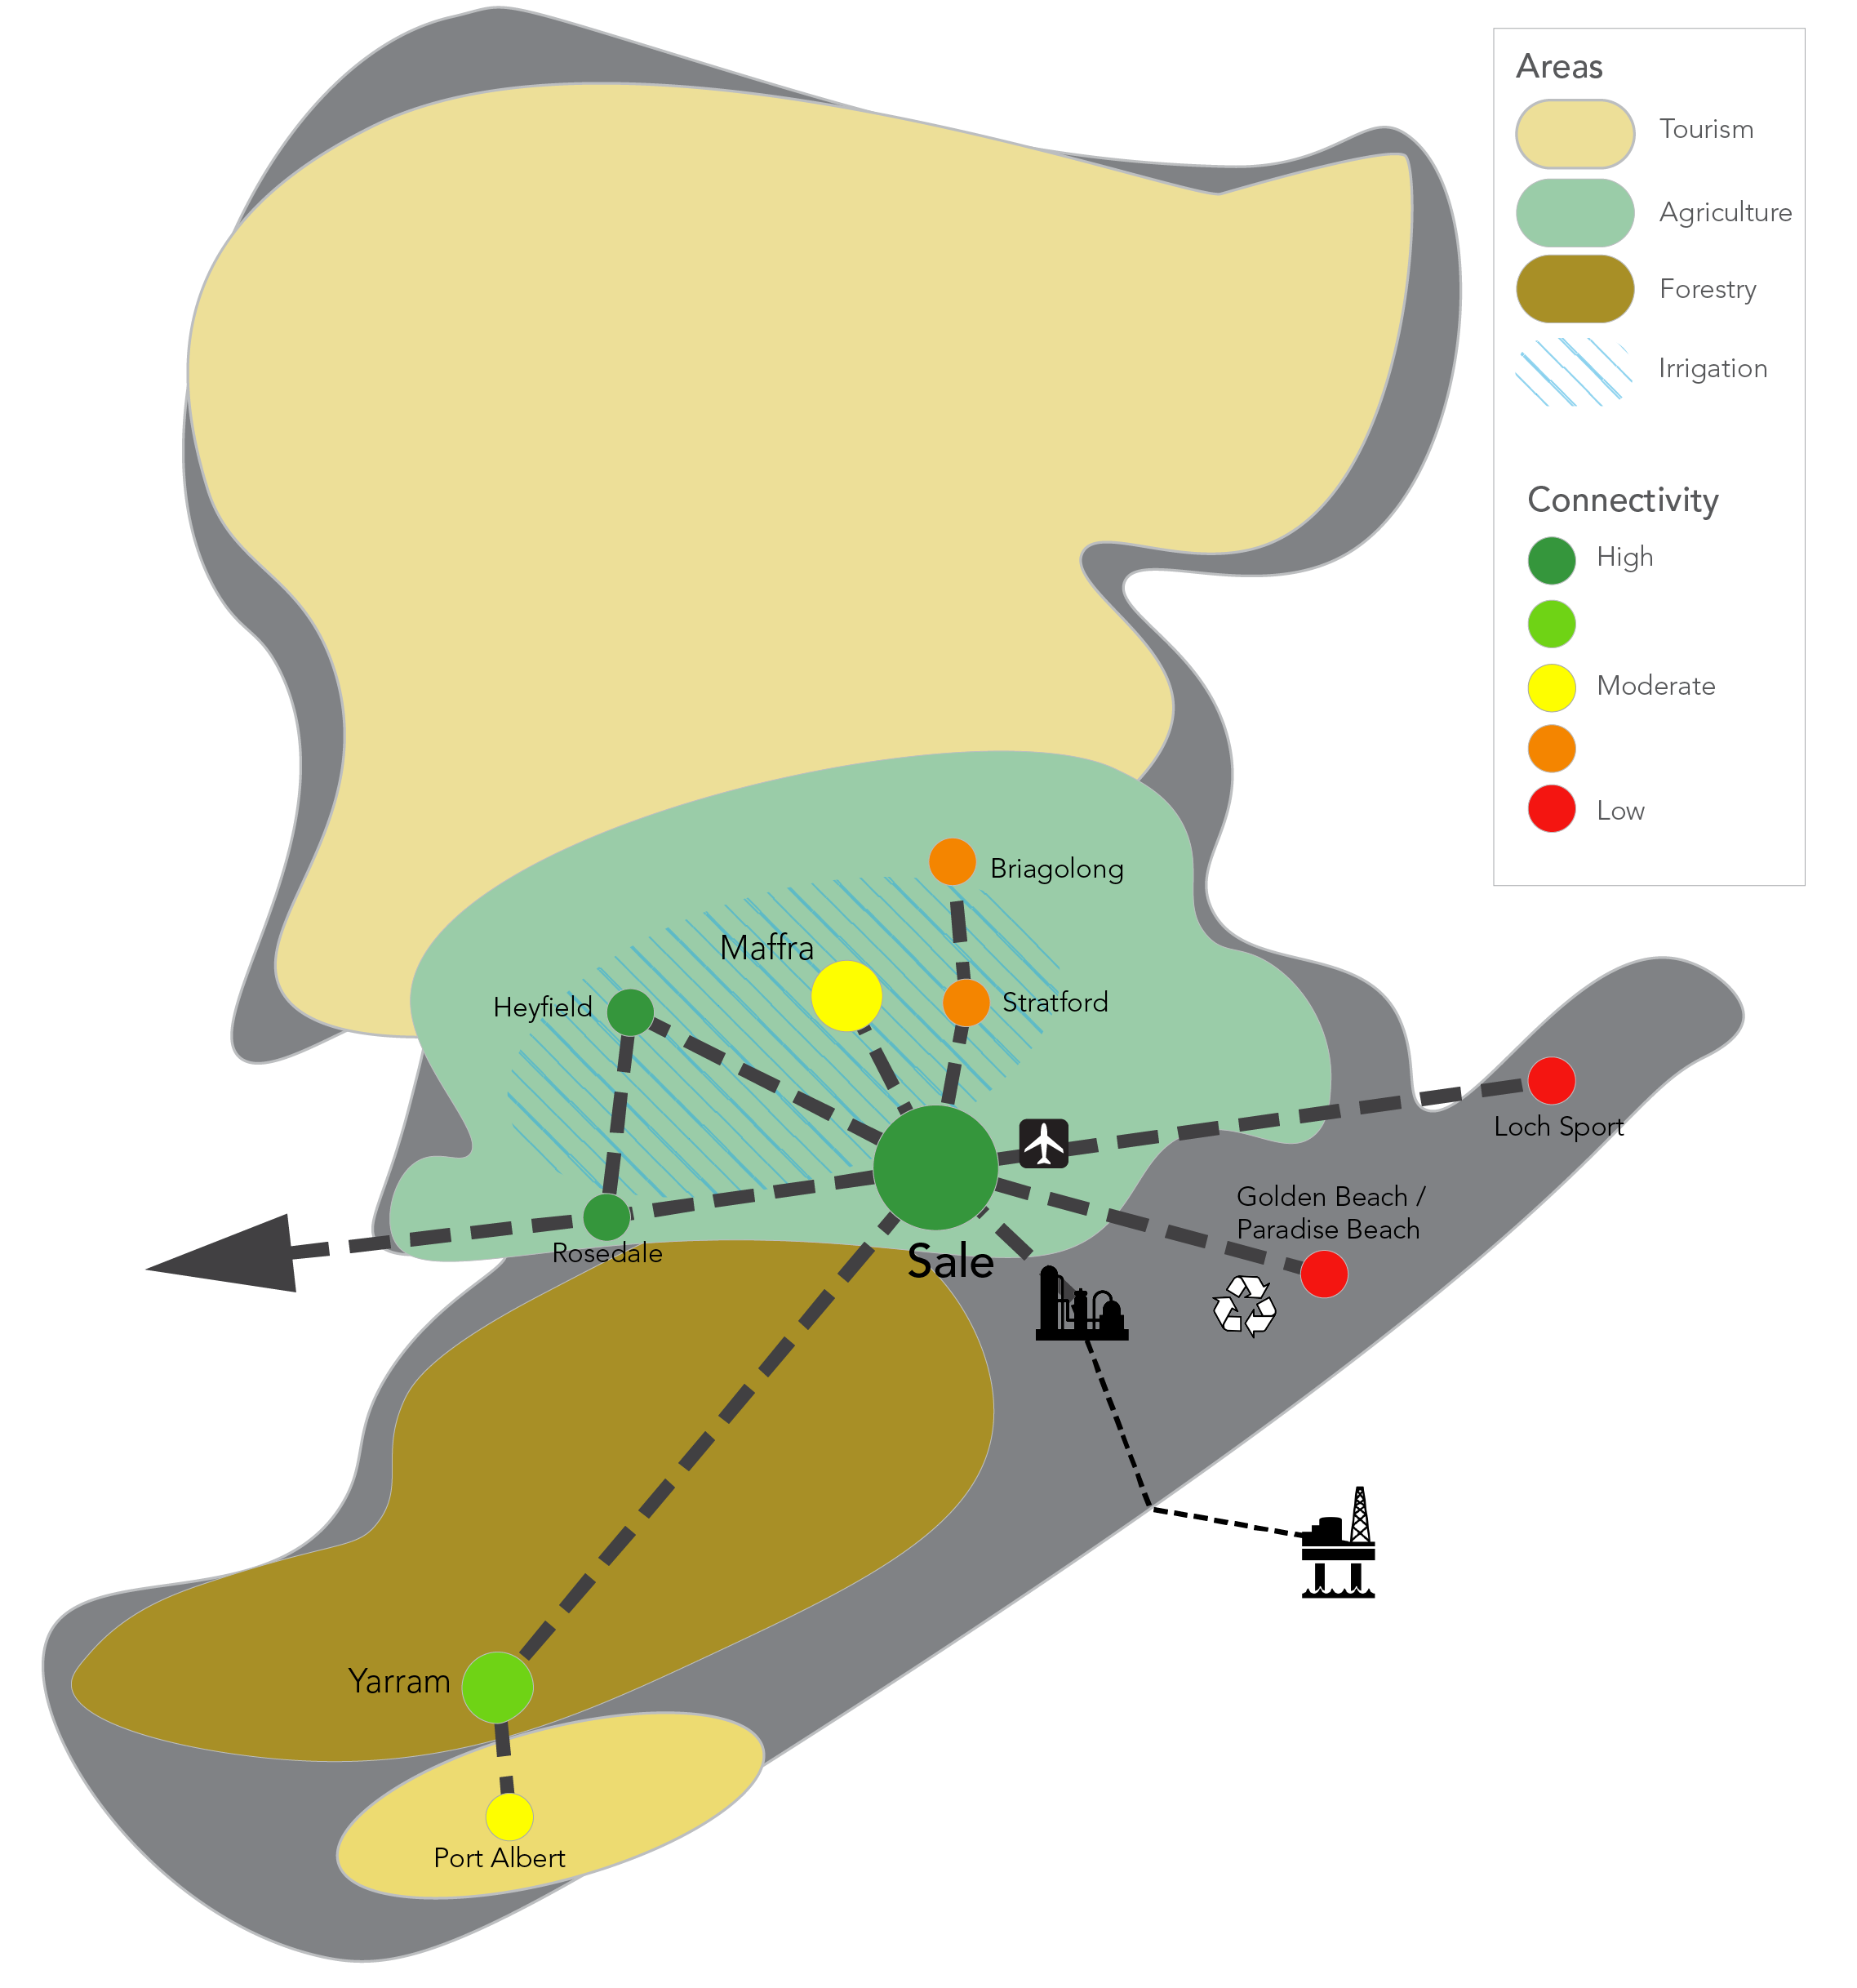 Areas
Tourism
Agriculture
Forestry
Irrigation
Connectivity
High
Moderate
Low
Briagolong
Maffra
Heyfield
Stratford
Loch Sport
Golden Beach /
Paradise Beach
Rosedale
Sale
Yarram
Port Albert